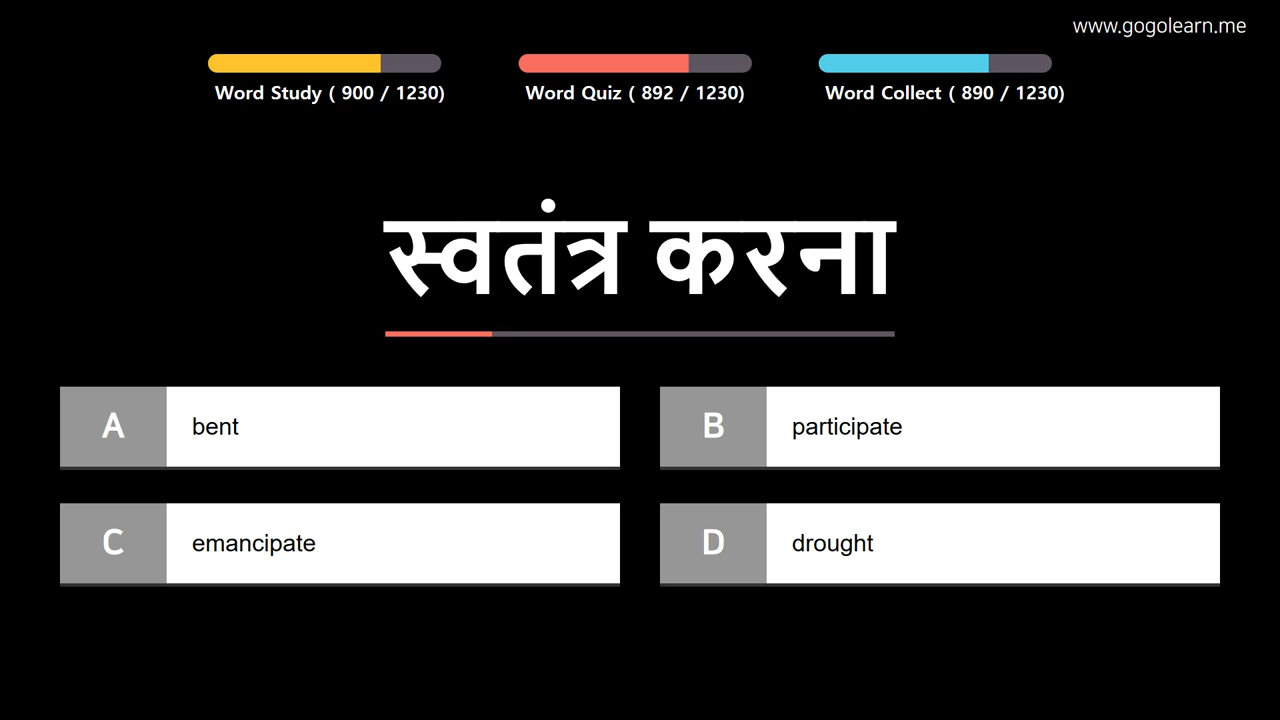 www.gogolearn.me
Word Study ( 900 / 1230)
Word Quiz ( 892 / 1230)
Word Collect ( 890 / 1230)
स्वतंत्र करना
A bent
B participate
C emancipate
D drought